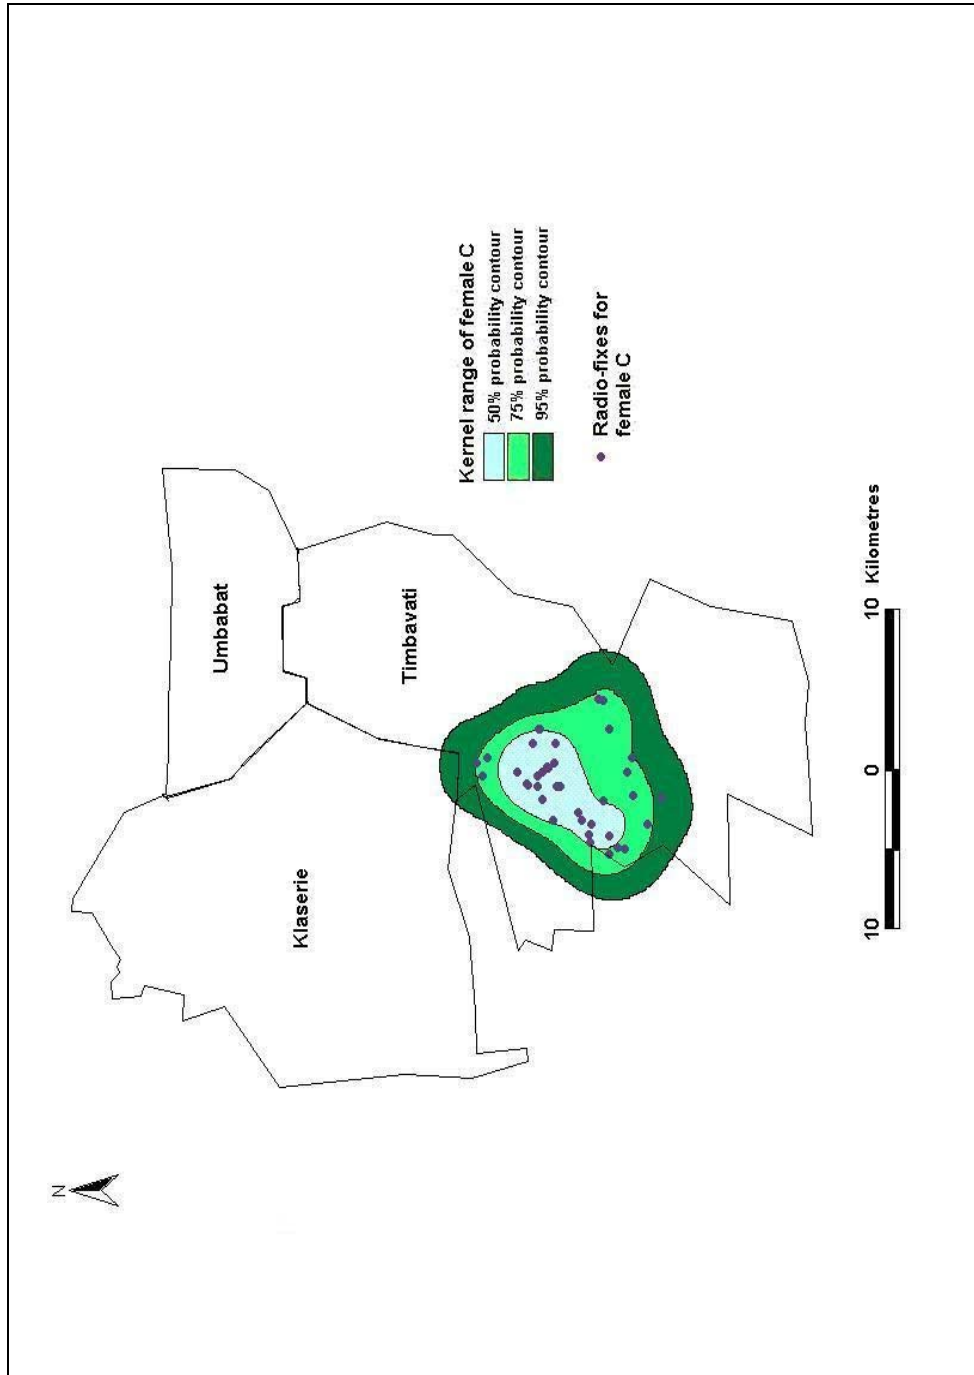 N
Umbabat
Klaserie
Timbavati
Kernel range of female C
50% probability contour
75% probability contour
95% probability contour
Radio-fixes for
female C
10
0
10
Kilometres